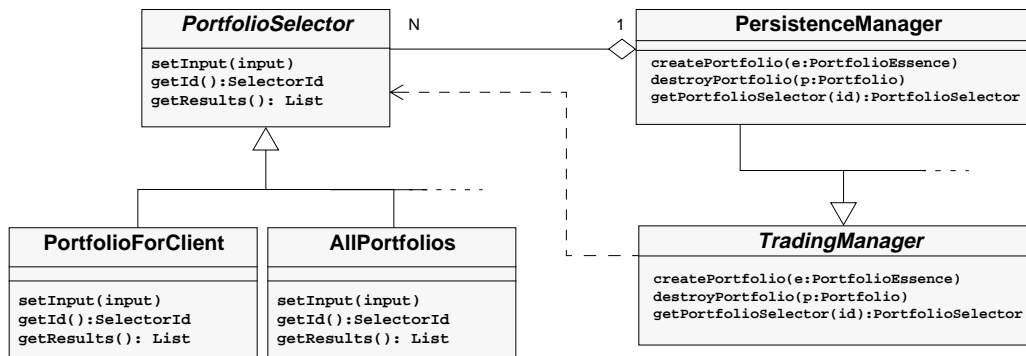 PortfolioSelector
setInput(input)
getId():SelectorId
getResults(): List
N
1
PersistenceManager
createPortfolio(e:PortfolioEssence)
destroyPortfolio(p:Portfolio)
getPortfolioSelector(id):PortfolioSelector
PortfolioForClient
setInput(input)
getId():SelectorId
getResults(): List
AllPortfolios
setInput(input)
getId():SelectorId
getResults(): List
TradingManager
createPortfolio(e:PortfolioEssence)
destroyPortfolio(p:Portfolio)
getPortfolioSelector(id):PortfolioSelector